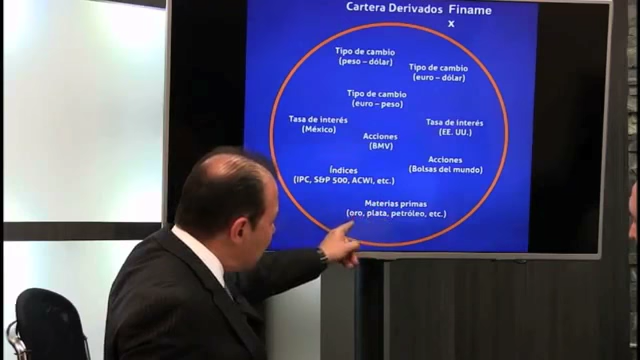 Cartera Derivados Finame
x
Tipo de cambio
(peso – dólar)
Tipo de cambio
(euro – dólar)
Tipo de cambio
(euro – peso)
Tasa de interés
(México)
Acciones
(BMV)
Tasa de interés
(EE. UU.)
Índices
(IPC, S&P 500, ACWI, etc.)
Acciones
(Bolsas del mundo)
Materias primas
(oro, plata, petróleo, etc.)